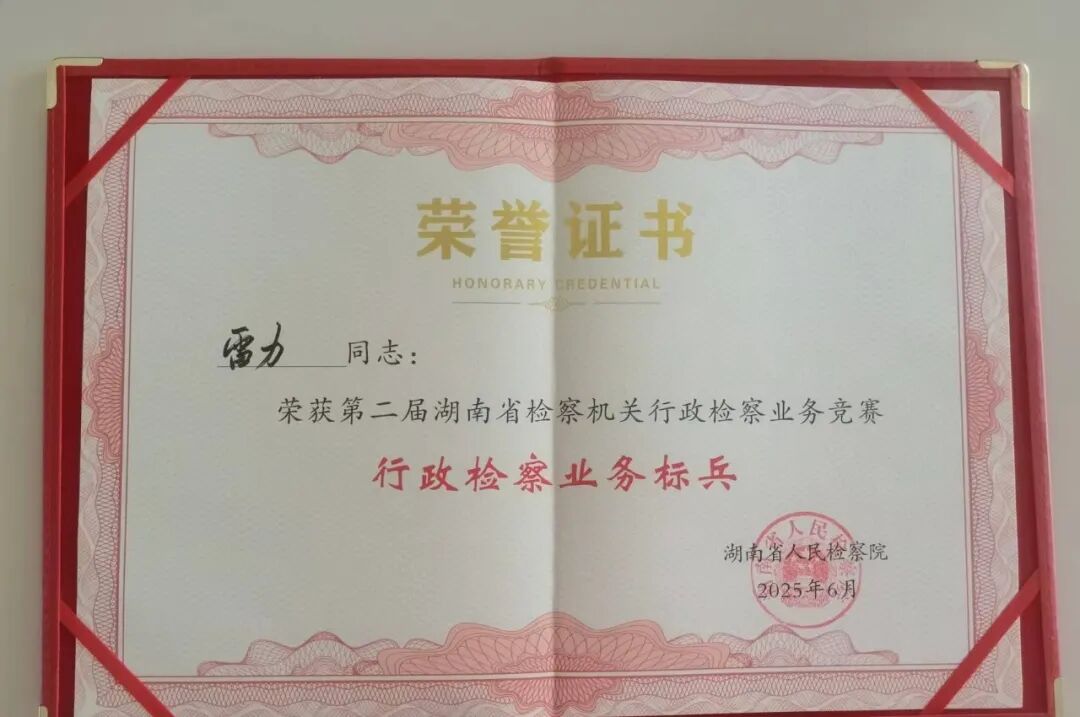 荣誉证书
HONORARY CREDENTIAL
雷力 同志：
荣获第二届湖南省检察机关行政检察业务竞赛
行政检察业务标兵
湖南省人民检察院
2025年6月